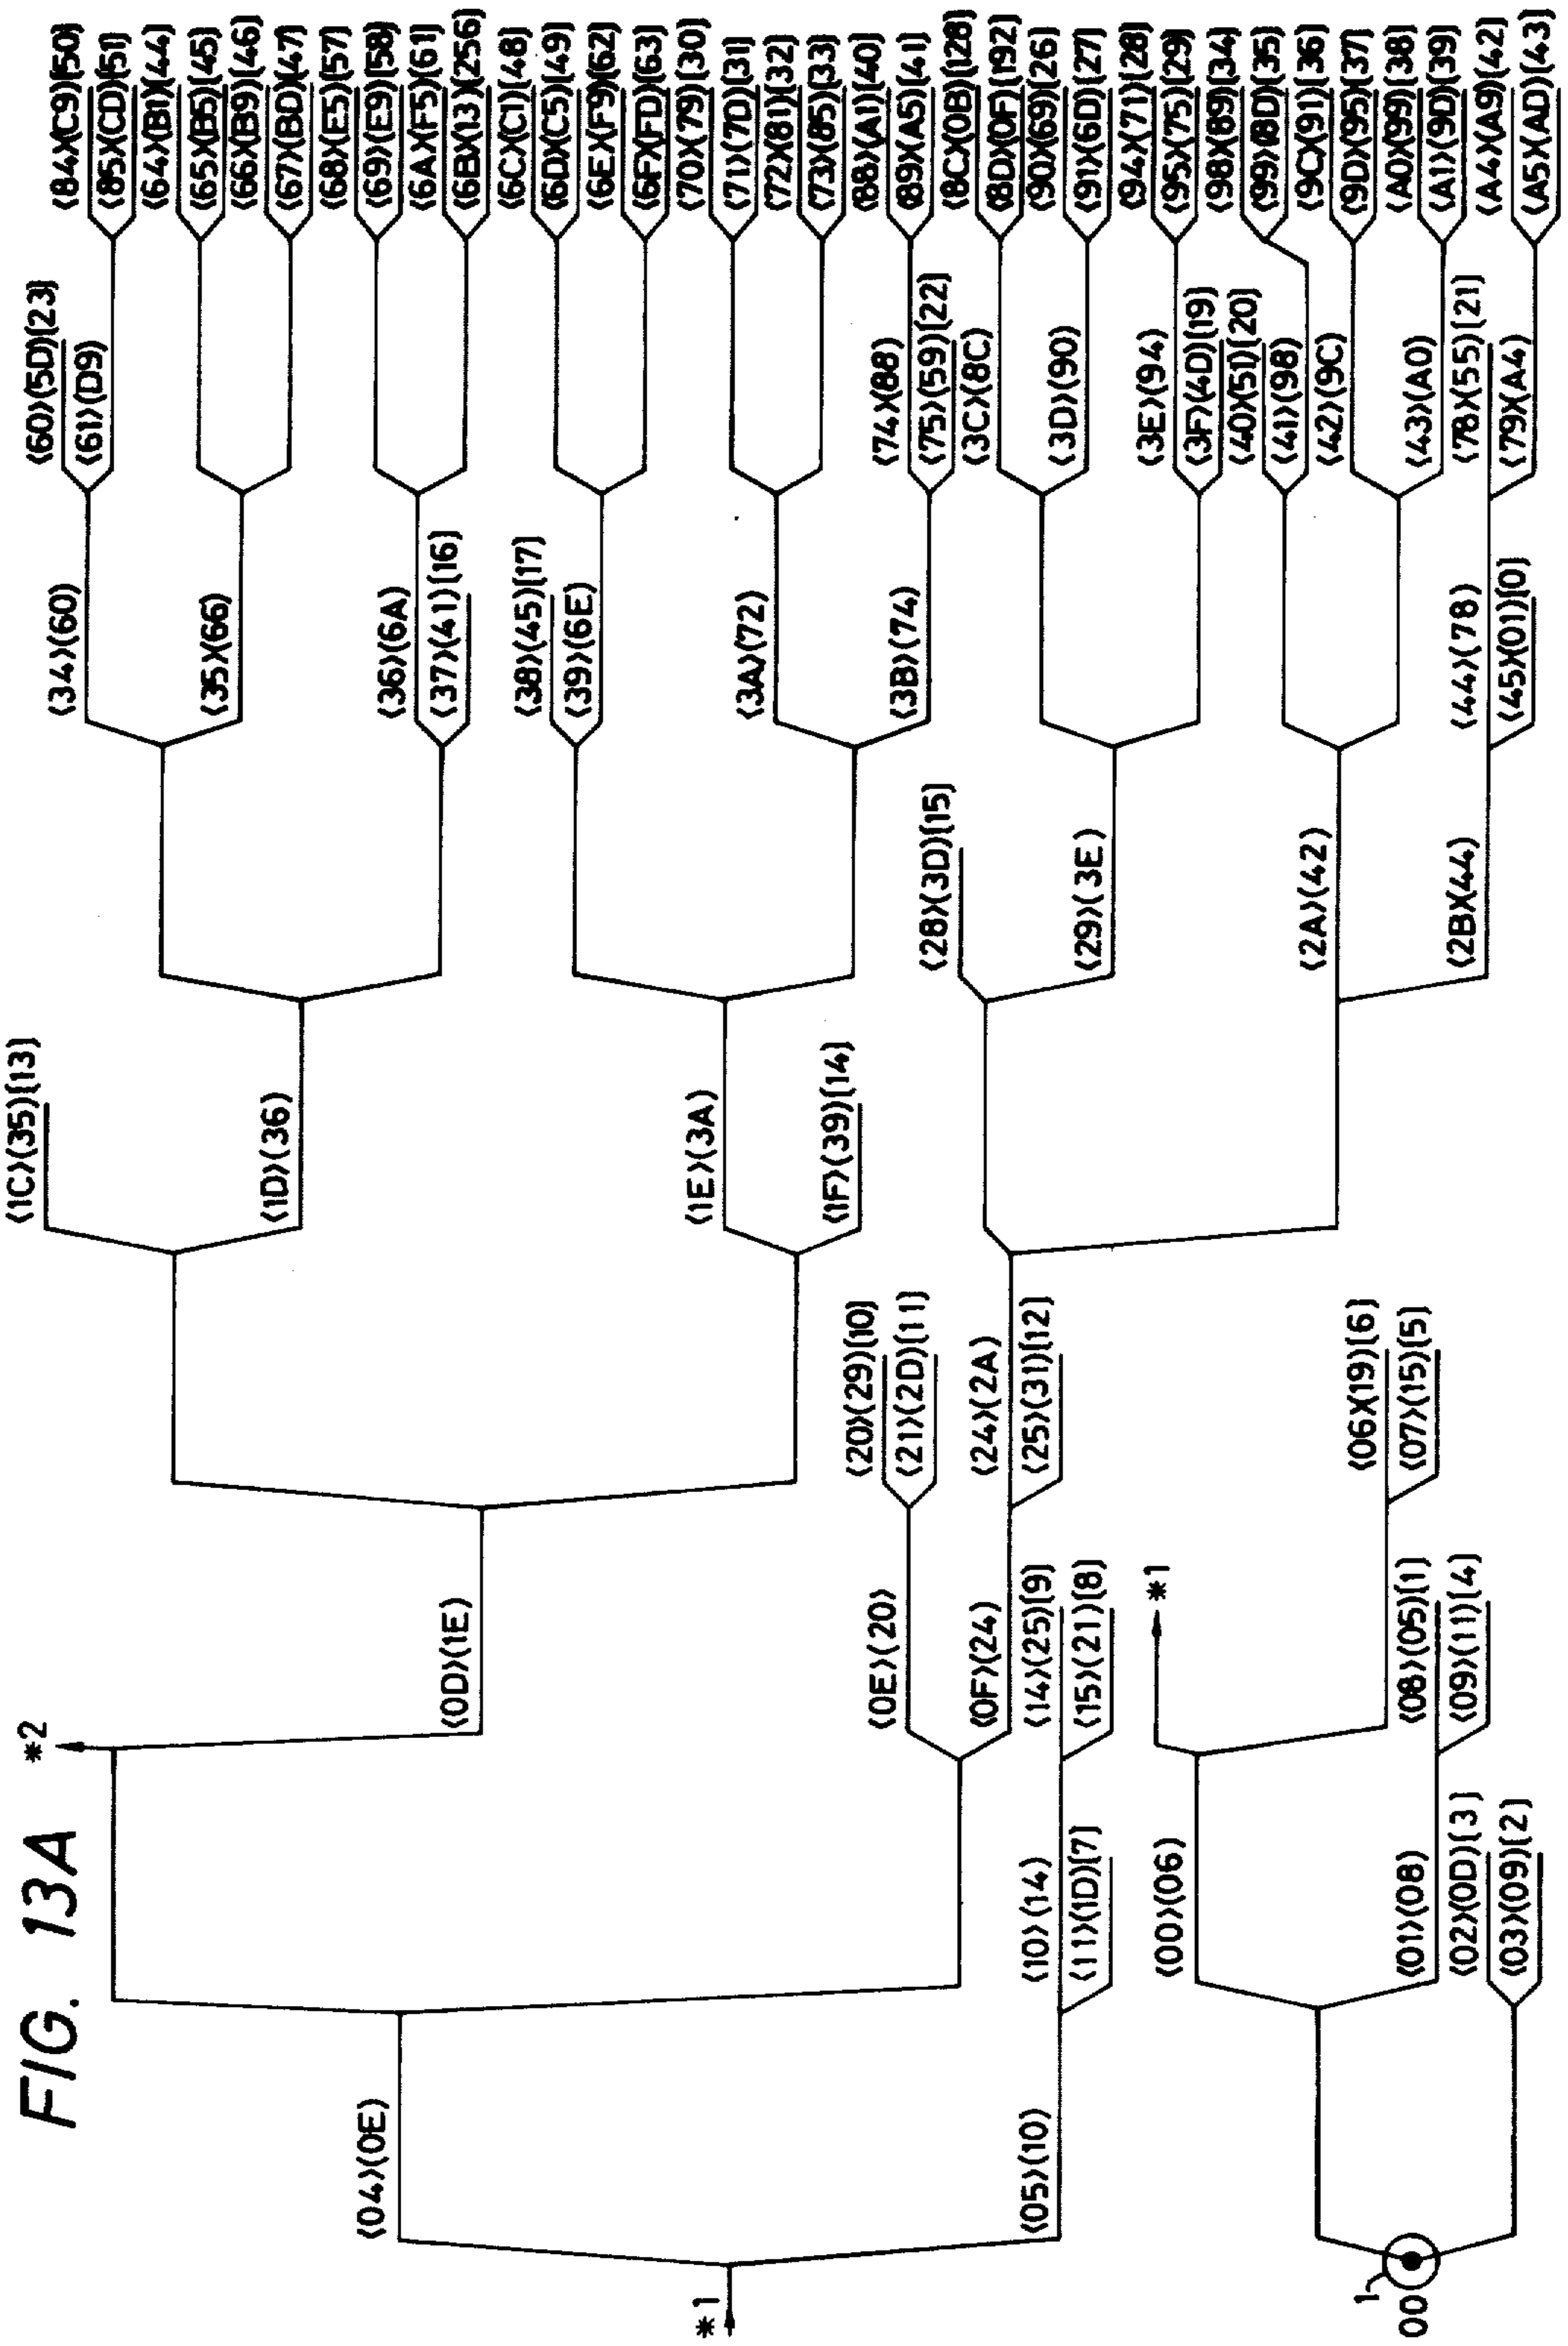 FIG. 13A
*2
*1
⟨04⟩(0E)
⟨05⟩(10)
1
00
⟨0D⟩(1E)
⟨0E⟩(20⟩
⟨0F⟩(24)
⟨10⟩(14)
⟨11⟩(1D)[7]
⟨14⟩(25)[9]
⟨15⟩(21)[8]
*1
⟨00⟩(06)
⟨01⟩(08)
⟨02⟩(0D)[3]
⟨03⟩(09)[2]
⟨08⟩(05)[1]
⟨09⟩(11)[4]
⟨06⟩(19)[6]
⟨07⟩(15)[5]
⟨20⟩(29)[10]
⟨21⟩(2D)[11]
⟨24⟩(2A)
⟨25⟩(31)[12]
⟨1C⟩(35)[13]
⟨1D⟩(36)
⟨1E⟩(3A)
⟨1F⟩(39)[14]
⟨28⟩(3D)[15]
⟨29⟩(3E)
⟨2A⟩(42)
⟨2B⟩(44)
⟨34⟩(60)
⟨35⟩(66)
⟨36⟩(6A)
⟨37⟩(41)[16]
⟨38⟩(45)[17]
⟨39⟩(6E)
⟨3A⟩(72)
⟨3B⟩(74)
⟨44⟩(78)
⟨45⟩(01)[0]
⟨60⟩(5D)[23]
⟨61⟩(D9)
⟨74⟩(88)
⟨75⟩(59)[22]
⟨3C⟩(8C)
⟨3D⟩(90)
⟨3E⟩(94)
⟨3F⟩(4D)[19]
⟨40⟩(51)[20]
⟨41⟩(98)
⟨42⟩(9C)
⟨43⟩(A0)
⟨78⟩(55)[21]
⟨79⟩(A4)
⟨84⟩(C9)[50]
⟨85⟩(CD)[51]
⟨64⟩(B1)[44]
⟨65⟩(B5)[45]
⟨66⟩(B9)[46]
⟨67⟩(BD)[47]
⟨68⟩(E5)[57]
⟨69⟩(E9)[58]
⟨6A⟩(F5)[61]
⟨6B⟩(13)[256]
⟨6C⟩(C1)[48]
⟨6D⟩(C5)[49]
⟨6E⟩(F9)[62]
⟨6F⟩(FD)[63]
⟨70⟩(79)[30]
⟨71⟩(7D)[31]
⟨72⟩(81)[32]
⟨73⟩(85)[33]
⟨88⟩(A1)[40]
⟨89⟩(A5)[41]
⟨8C⟩(0B)[128]
⟨8D⟩(0F)[192]
⟨90⟩(69)[26]
⟨91⟩(6D)[27]
⟨94⟩(71)[28]
⟨95⟩(75)[29]
⟨98⟩(89)[34]
⟨99⟩(8D)[35]
⟨9C⟩(91)[36]
⟨9D⟩(95)[37]
⟨A0⟩(99)[38]
⟨A1⟩(9D)[39]
⟨A4⟩(A9)[42]
⟨A5⟩(AD)[43]